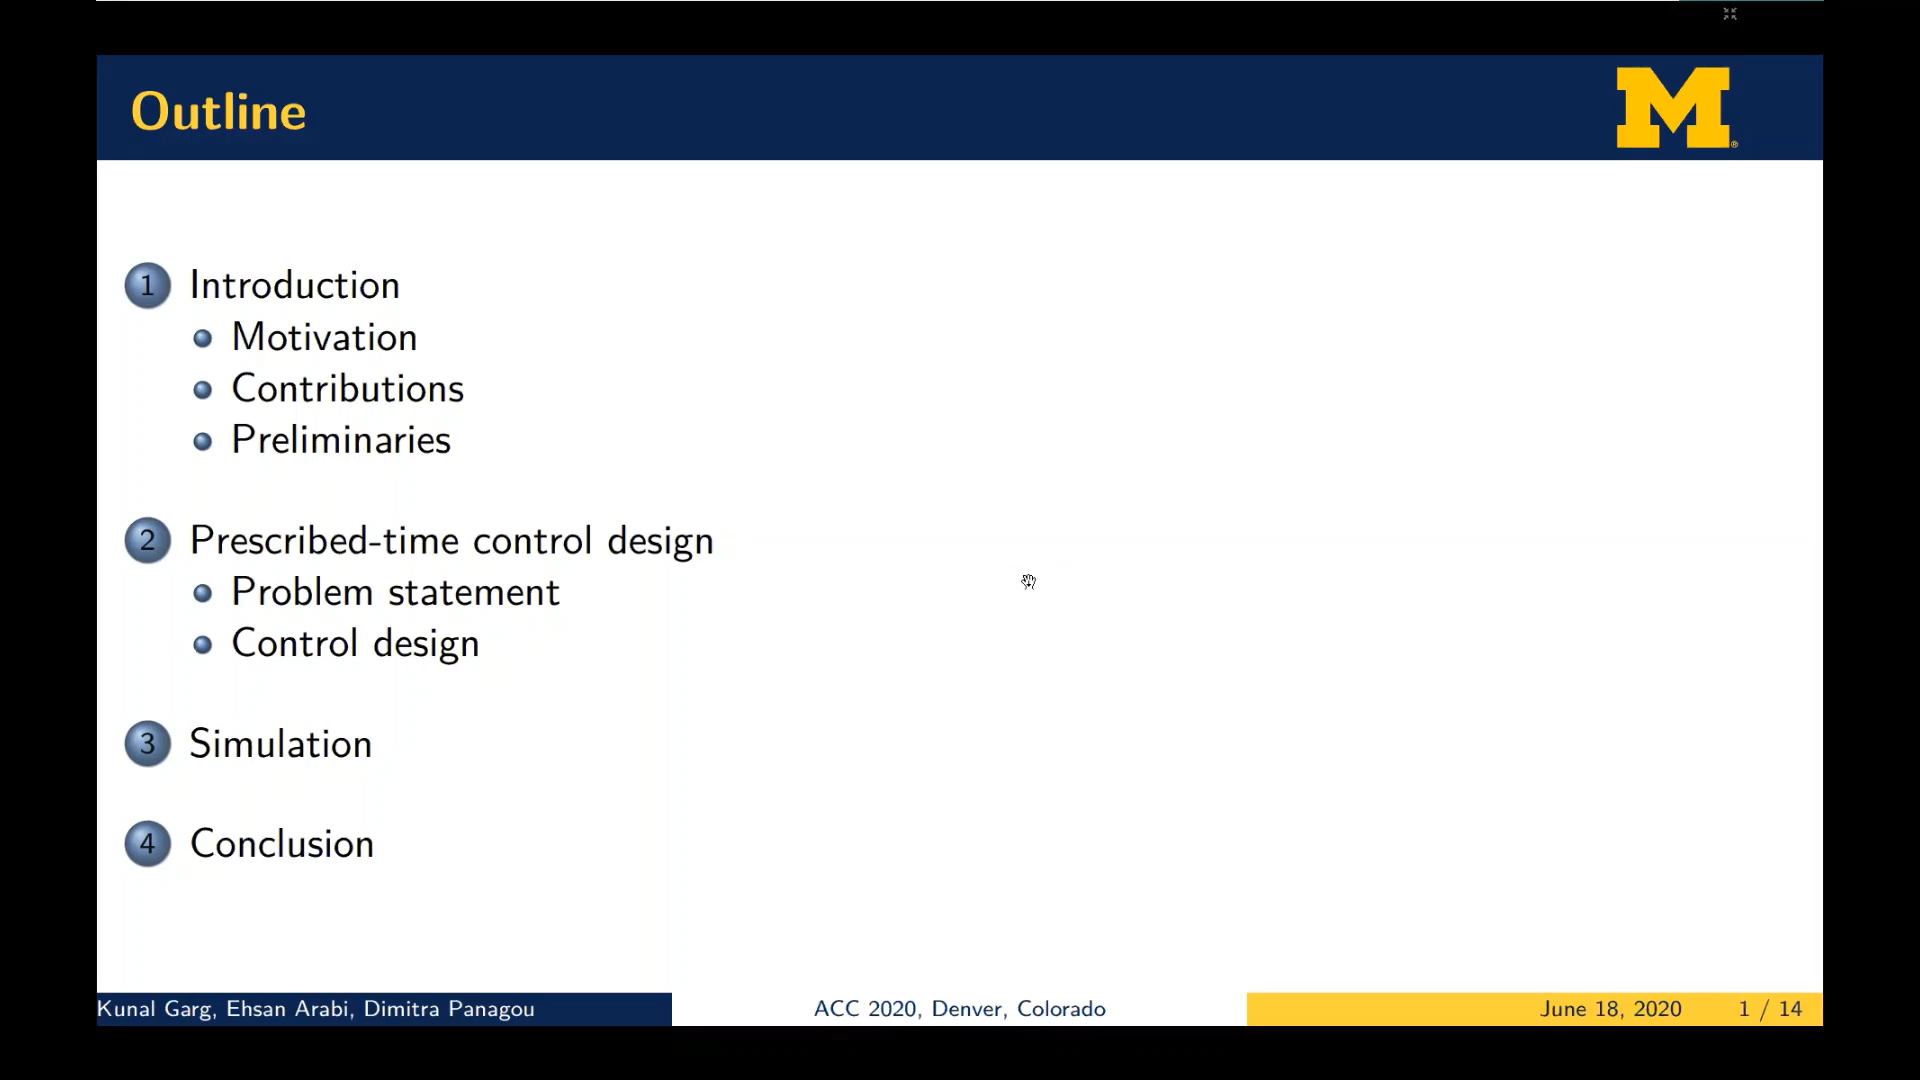 Outline
M
®
1 Introduction
Motivation
Contributions
Preliminaries
2 Prescribed-time control design
Problem statement
Control design
3 Simulation
4 Conclusion
Kunal Garg, Ehsan Arabi, Dimitra Panagou
ACC 2020, Denver, Colorado
June 18, 2020
1 / 14